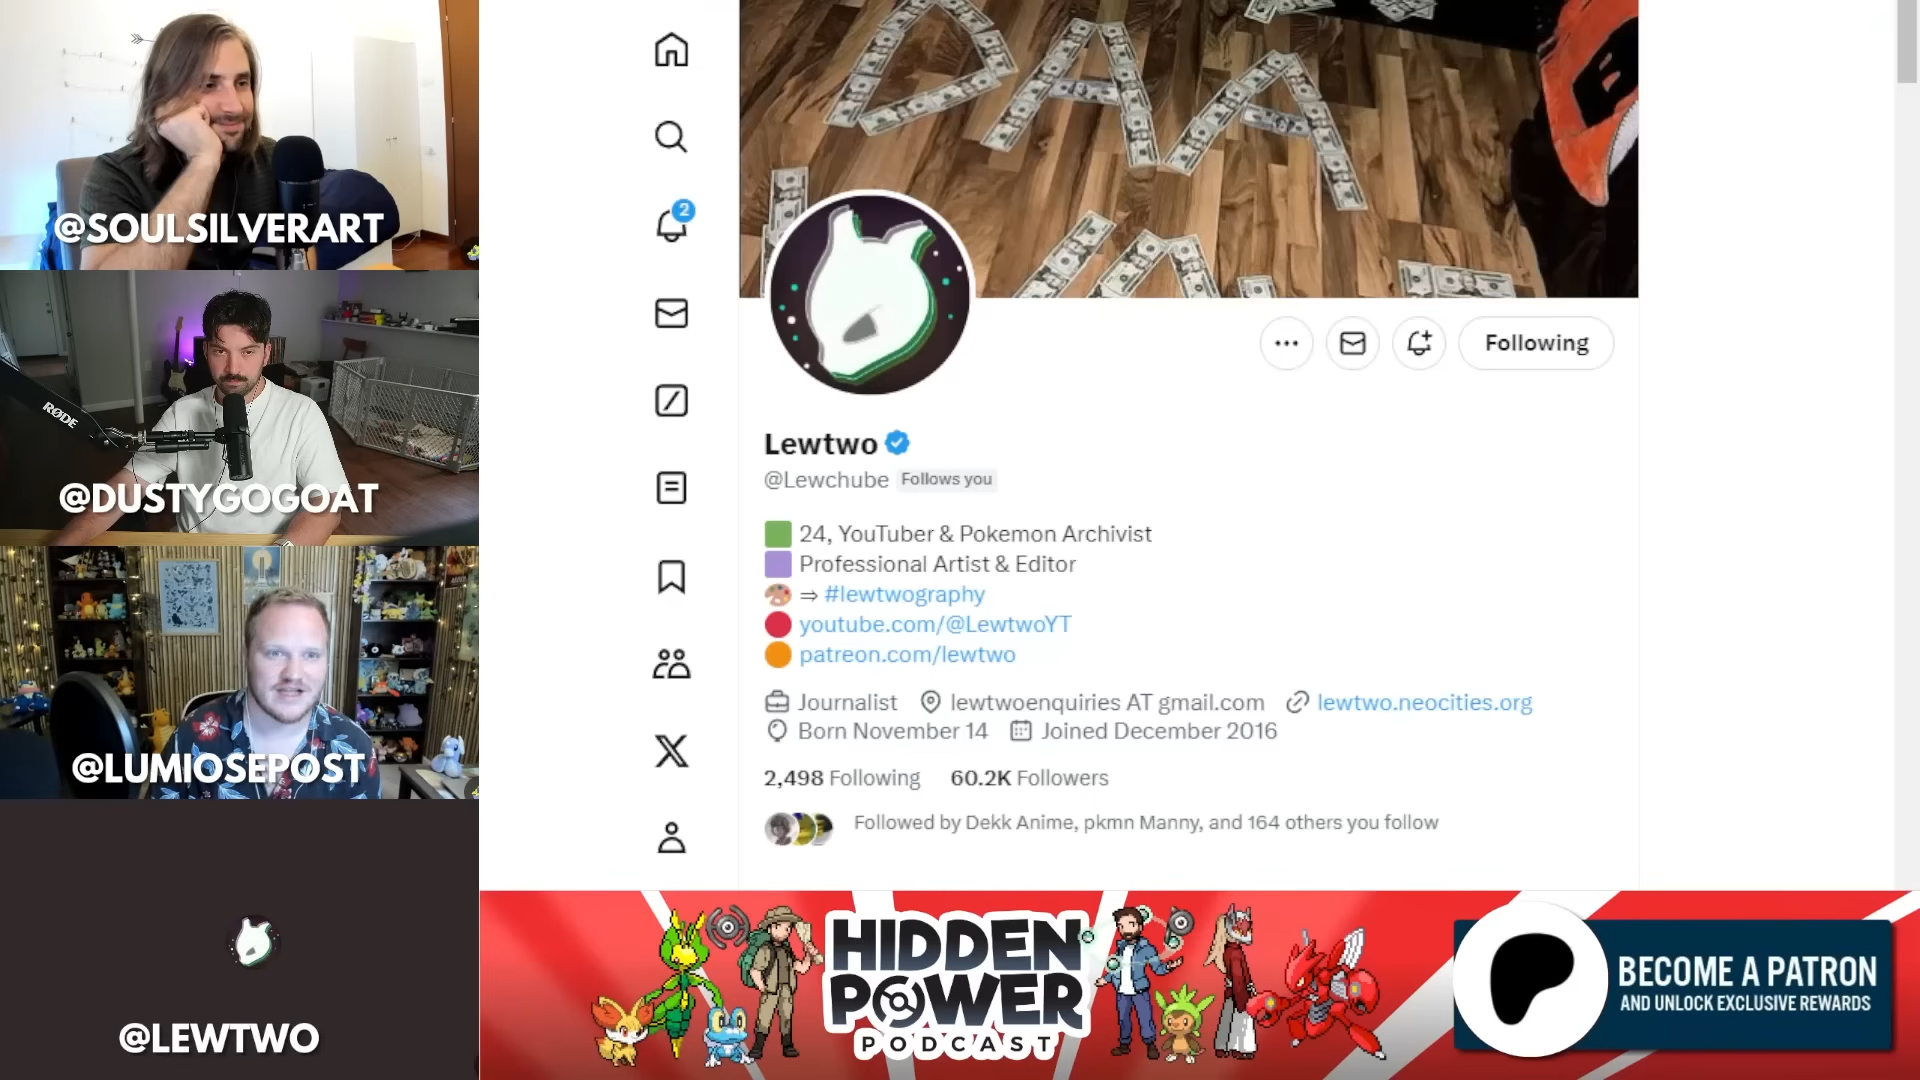 @SOULSILVERART
RØDE
@DUSTYGOGOAT
@LUMIOSEPOST
@LEWTWO
DAA
2
Following
Lewtwo
@Lewchube Follows you
24, YouTuber & Pokemon Archivist
Professional Artist & Editor
⇒ #lewtwography
youtube.com/@LewtwoYT
patreon.com/lewtwo
Journalist lewtwoenquiries AT gmail.com lewtwo.neocities.org
Born November 14 Joined December 2016
2,498 Following 60.2K Followers
Followed by Dekk Anime, pkmn Manny, and 164 others you follow
HIDDEN
POWER
PODCAST
BECOME A PATRON
AND UNLOCK EXCLUSIVE REWARDS